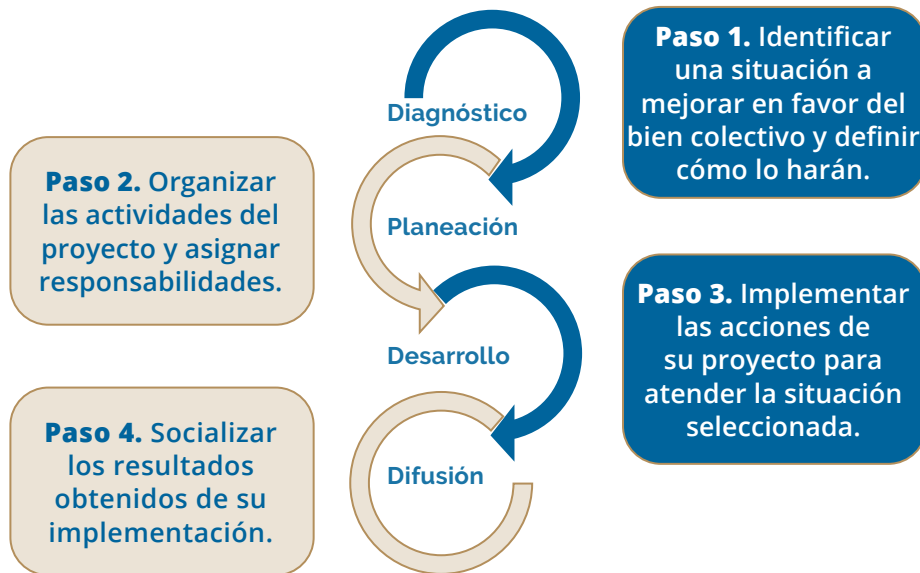 Diagnóstico
Paso 1. Identificar
una situación a
mejorar en favor del
bien colectivo y definir
cómo lo harán.
Paso 2. Organizar
las actividades del
proyecto y asignar
responsabilidades.
Planeación
Desarrollo
Paso 3. Implementar
las acciones de
su proyecto para
atender la situación
seleccionada.
Paso 4. Socializar
los resultados
obtenidos de su
implementación.
Difusión